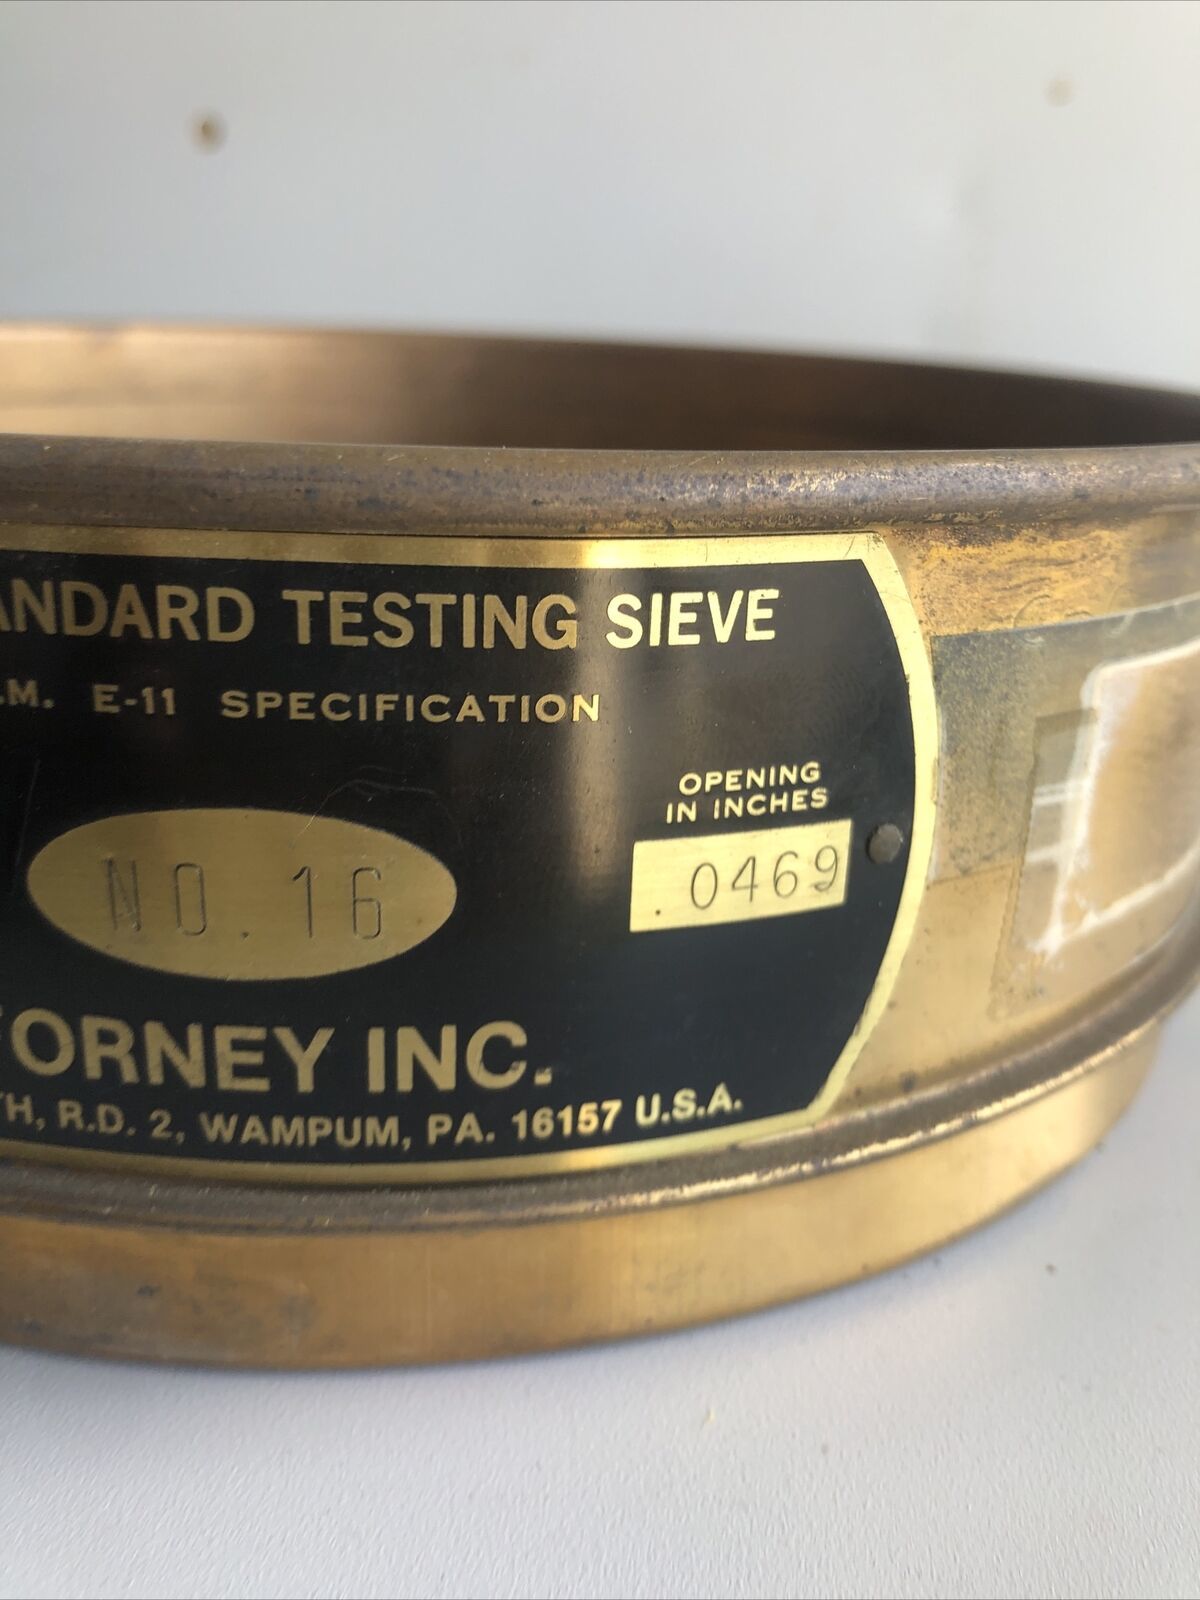 ANDARD TESTING SIEVE
.M. E-11 SPECIFICATION
OPENING
IN INCHES
NO. 16
.0469
FORNEY INC.
TH, R.D. 2, WAMPUM, PA. 16157 U.S.A.